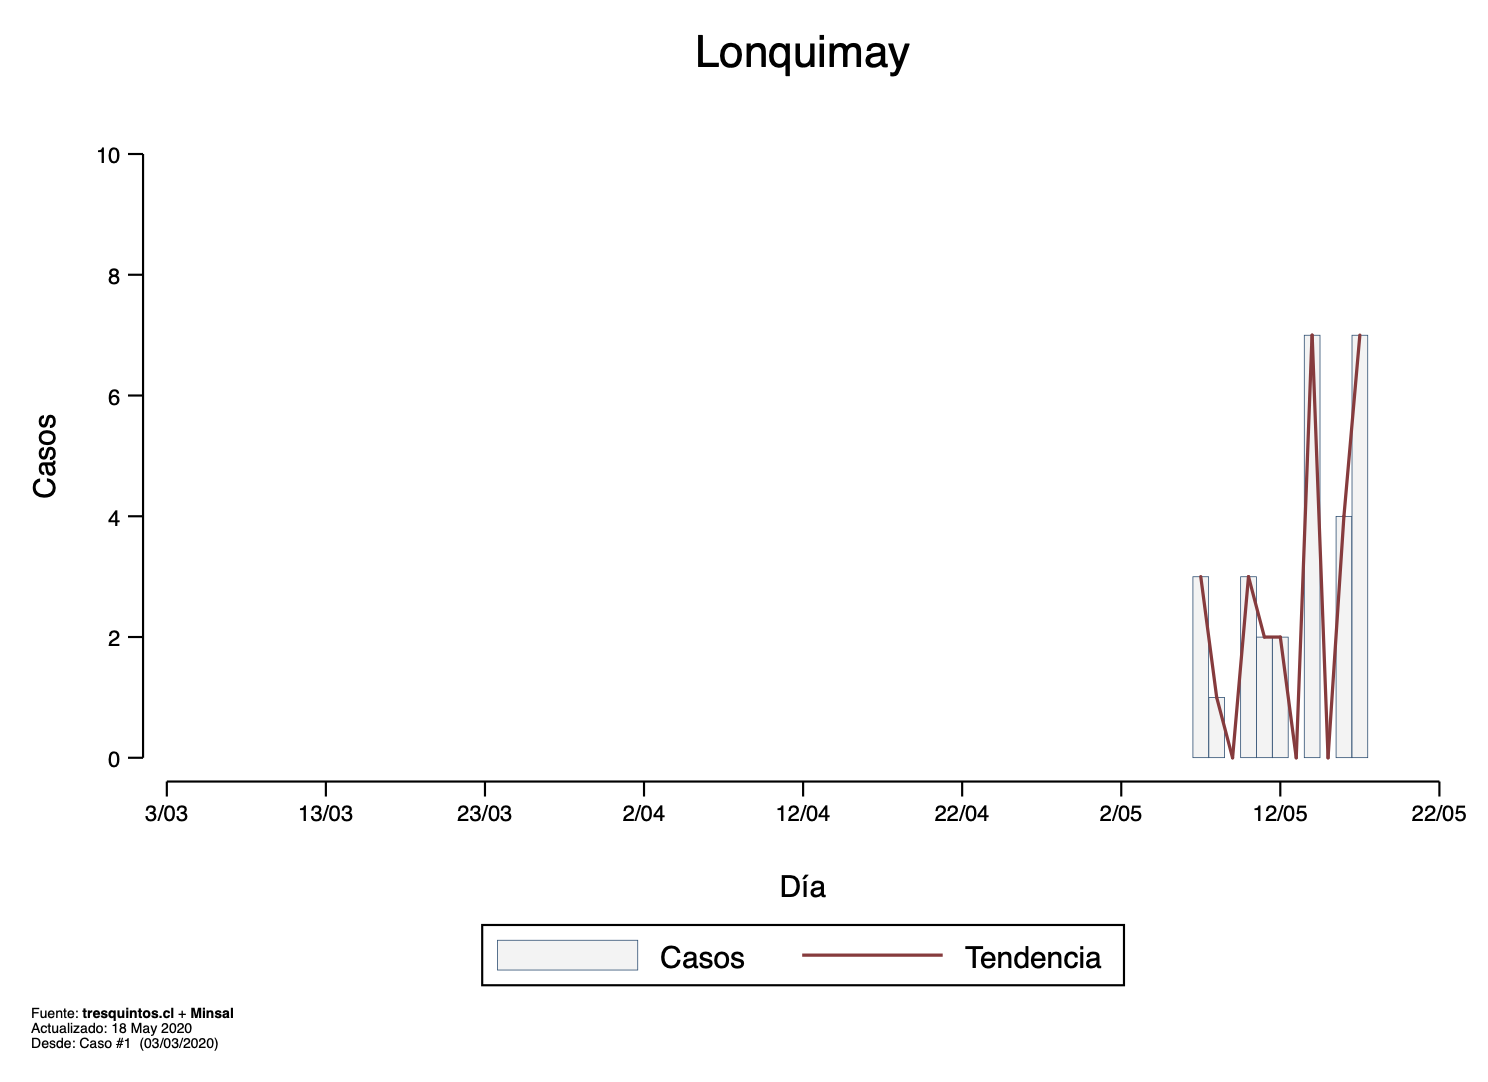 Lonquimay
10
8
6
4
2
0
Casos
3/03 13/03 23/03 2/04 12/04 22/04 2/05 12/05 22/05
Día
Casos Tendencia
Fuente: tresquintos.cl + Minsal
Actualizado: 18 May 2020
Desde: Caso #1 (03/03/2020)